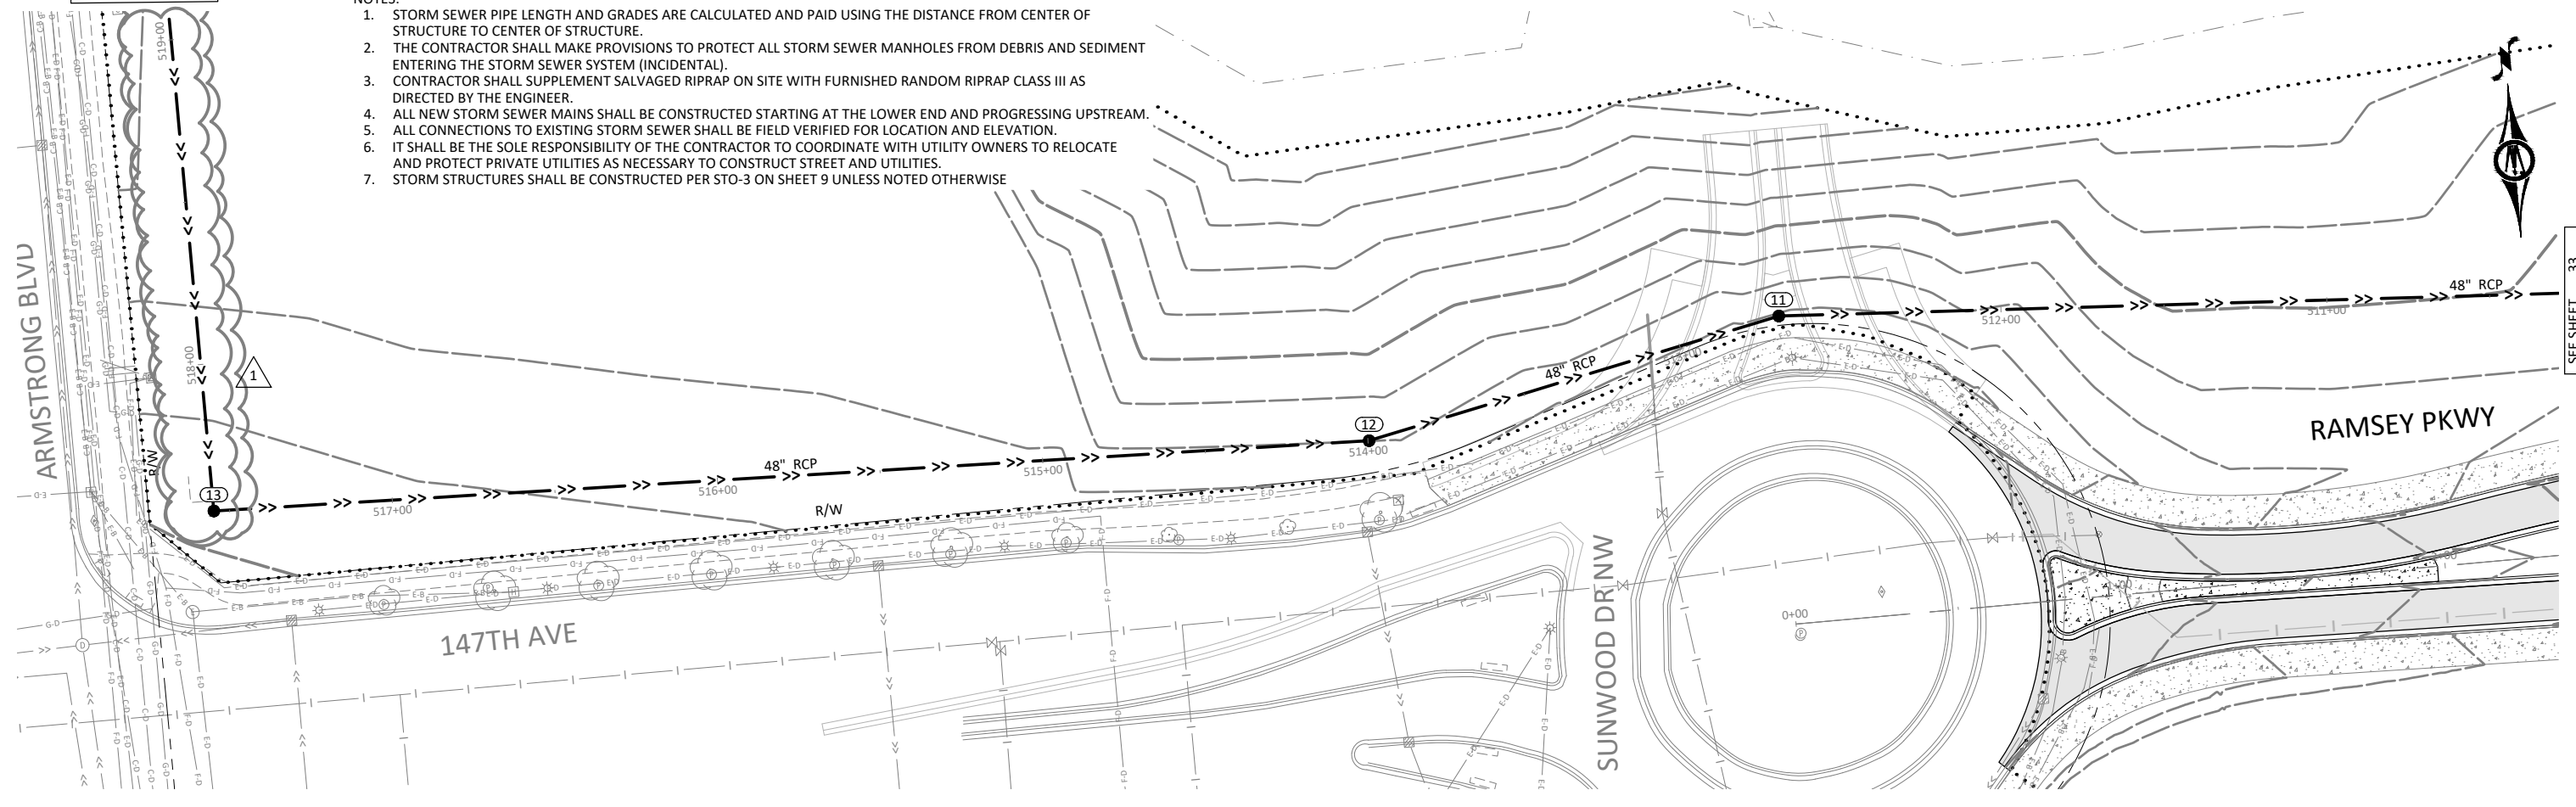 NOTES:
1. STORM SEWER PIPE LENGTH AND GRADES ARE CALCULATED AND PAID USING THE DISTANCE FROM CENTER OF
STRUCTURE TO CENTER OF STRUCTURE.
2. THE CONTRACTOR SHALL MAKE PROVISIONS TO PROTECT ALL STORM SEWER MANHOLES FROM DEBRIS AND SEDIMENT
ENTERING THE STORM SEWER SYSTEM (INCIDENTAL).
3. CONTRACTOR SHALL SUPPLEMENT SALVAGED RIPRAP ON SITE WITH FURNISHED RANDOM RIPRAP CLASS III AS
DIRECTED BY THE ENGINEER.
4. ALL NEW STORM SEWER MAINS SHALL BE CONSTRUCTED STARTING AT THE LOWER END AND PROGRESSING UPSTREAM.
5. ALL CONNECTIONS TO EXISTING STORM SEWER SHALL BE FIELD VERIFIED FOR LOCATION AND ELEVATION.
6. IT SHALL BE THE SOLE RESPONSIBILITY OF THE CONTRACTOR TO COORDINATE WITH UTILITY OWNERS TO RELOCATE
AND PROTECT PRIVATE UTILITIES AS NECESSARY TO CONSTRUCT STREET AND UTILITIES.
7. STORM STRUCTURES SHALL BE CONSTRUCTED PER STO-3 ON SHEET 9 UNLESS NOTED OTHERWISE
519+00
518+00
1
ARMSTRONG BLVD
R/W
13
517+00
516+00
48" RCP
515+00
R/W
12
514+00
48" RCP
11
512+00
511+00
48" RCP
SEE SHEET 33
RAMSEY PKWY
147TH AVE
SUNWOOD DR NW
0+00